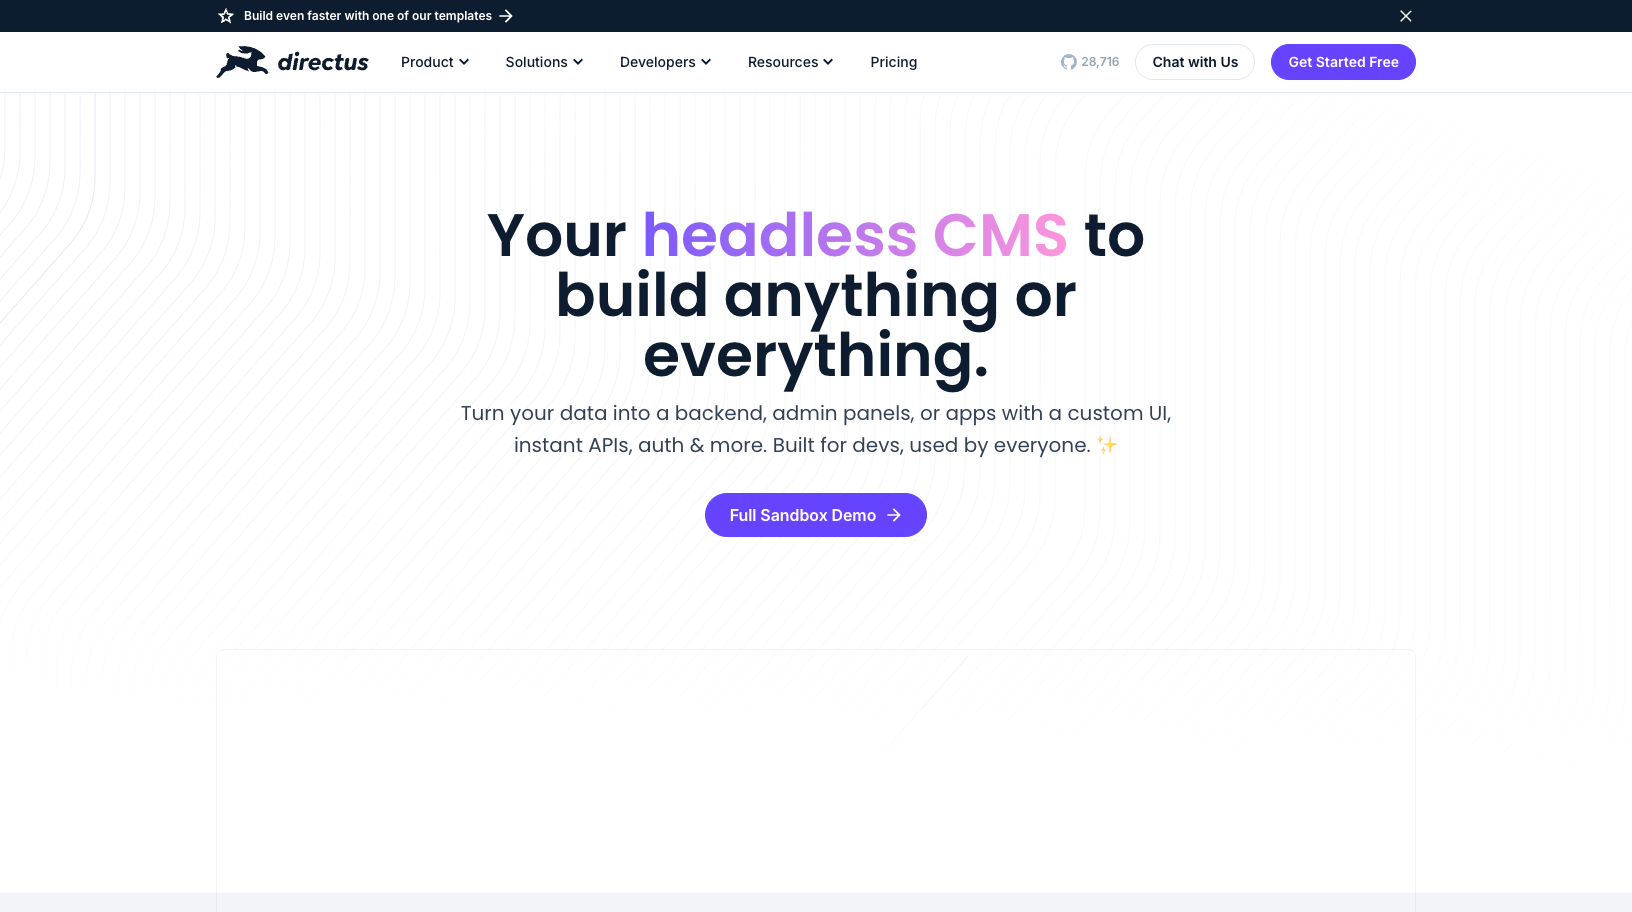 Build even faster with one of our templates
directus
Product
Solutions
Developers
Resources
Pricing
28,716
Chat with Us
Get Started Free
Your headless CMS to
build anything or
everything.
Turn your data into a backend, admin panels, or apps with a custom UI,
instant APIs, auth & more. Built for devs, used by everyone. ✨
Full Sandbox Demo